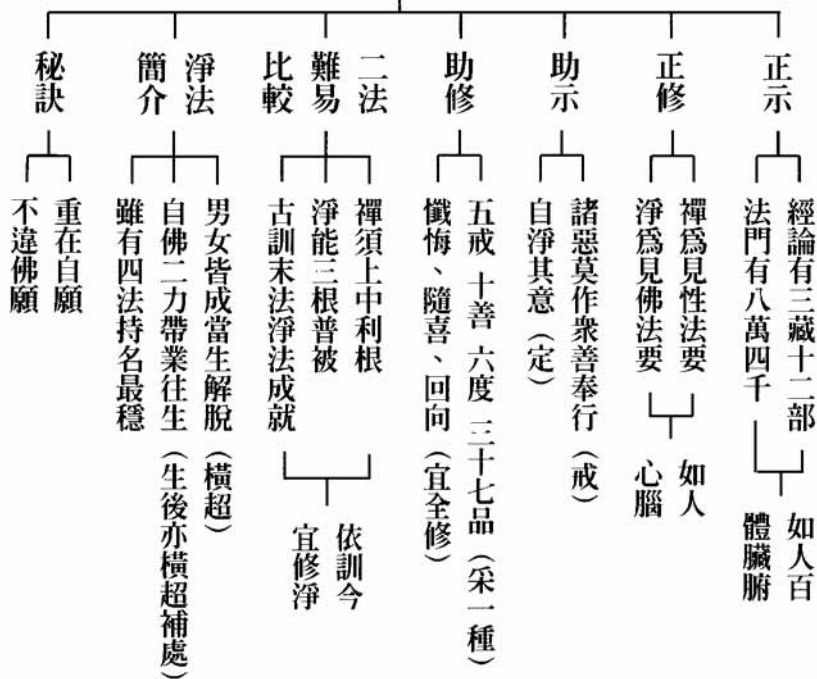 正示
經論有三藏十二部
法門有八萬四千
如人百
體臟腑
正修
禪爲見性法要
淨爲見佛法要
如人
心腦
助示
諸惡莫作衆善奉行（戒）
自淨其意（定）
助修
五戒 十善 六度 三十七品（采一種）
懺悔、隨喜、回向（宜全修）
二法
難易
比較
禪須上中利根
淨能三根普被
古訓末法淨法成就
依訓今
宜修淨
淨法
簡介
男女皆成當生解脫（橫超）
自佛二力帶業往生（生後亦橫超補處）
雖有四法持名最穩
秘訣
重在自願
不違佛願